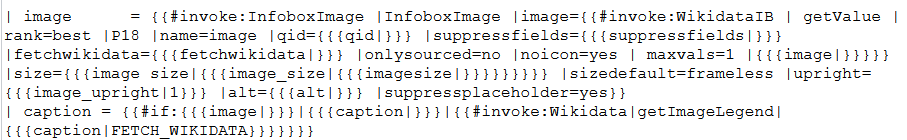 | image      = {{#invoke:InfoboxImage |InfoboxImage |image={{#invoke:WikidataIB | getValue |
rank=best |P18 |name=image |qid={{{qid|}}} |suppressfields={{{suppressfields|}}}
|fetchwikidata={{{fetchwikidata|}}} |onlysourced=no |noicon=yes | maxvals=1 |{{{image|}}}}}
|size={{{image size|{{{image_size|{{{imagesize|}}}}}}}}} |sizedefault=frameless |upright=
{{{image_upright|1}}} |alt={{{alt|}}} |suppressplaceholder=yes}}
| caption = {{#if:{{{image|}}}|{{{caption|}}}|{{#invoke:Wikidata|getImageLegend|
{{{caption|FETCH_WIKIDATA}}}}}}}